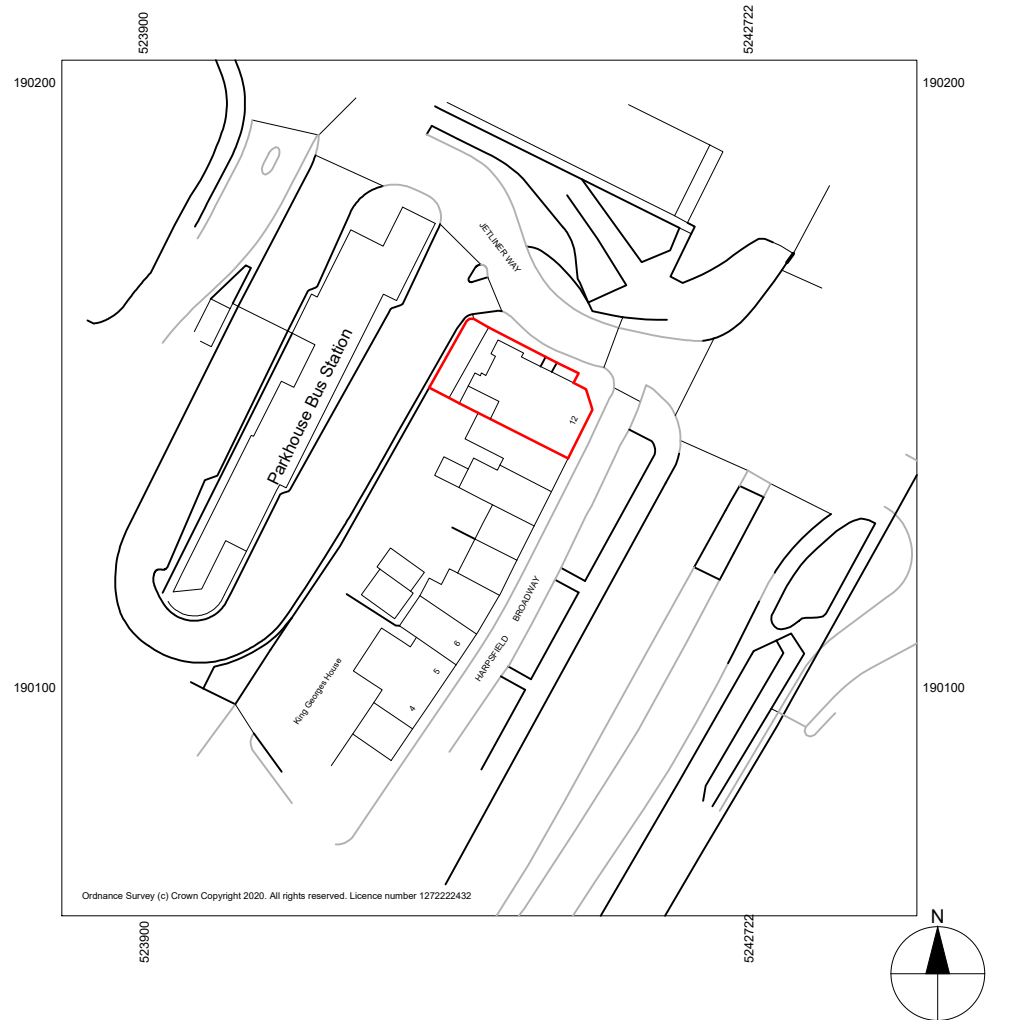 523900
5242722
190200
190200
JETLINER WAY
Parkhouse Bus Station
12
HARPSFIELD BROADWAY
6
5
4
King Georges House
190100
190100
Ordnance Survey (c) Crown Copyright 2020. All rights reserved. Licence number 1272222432
523900
5242722
N